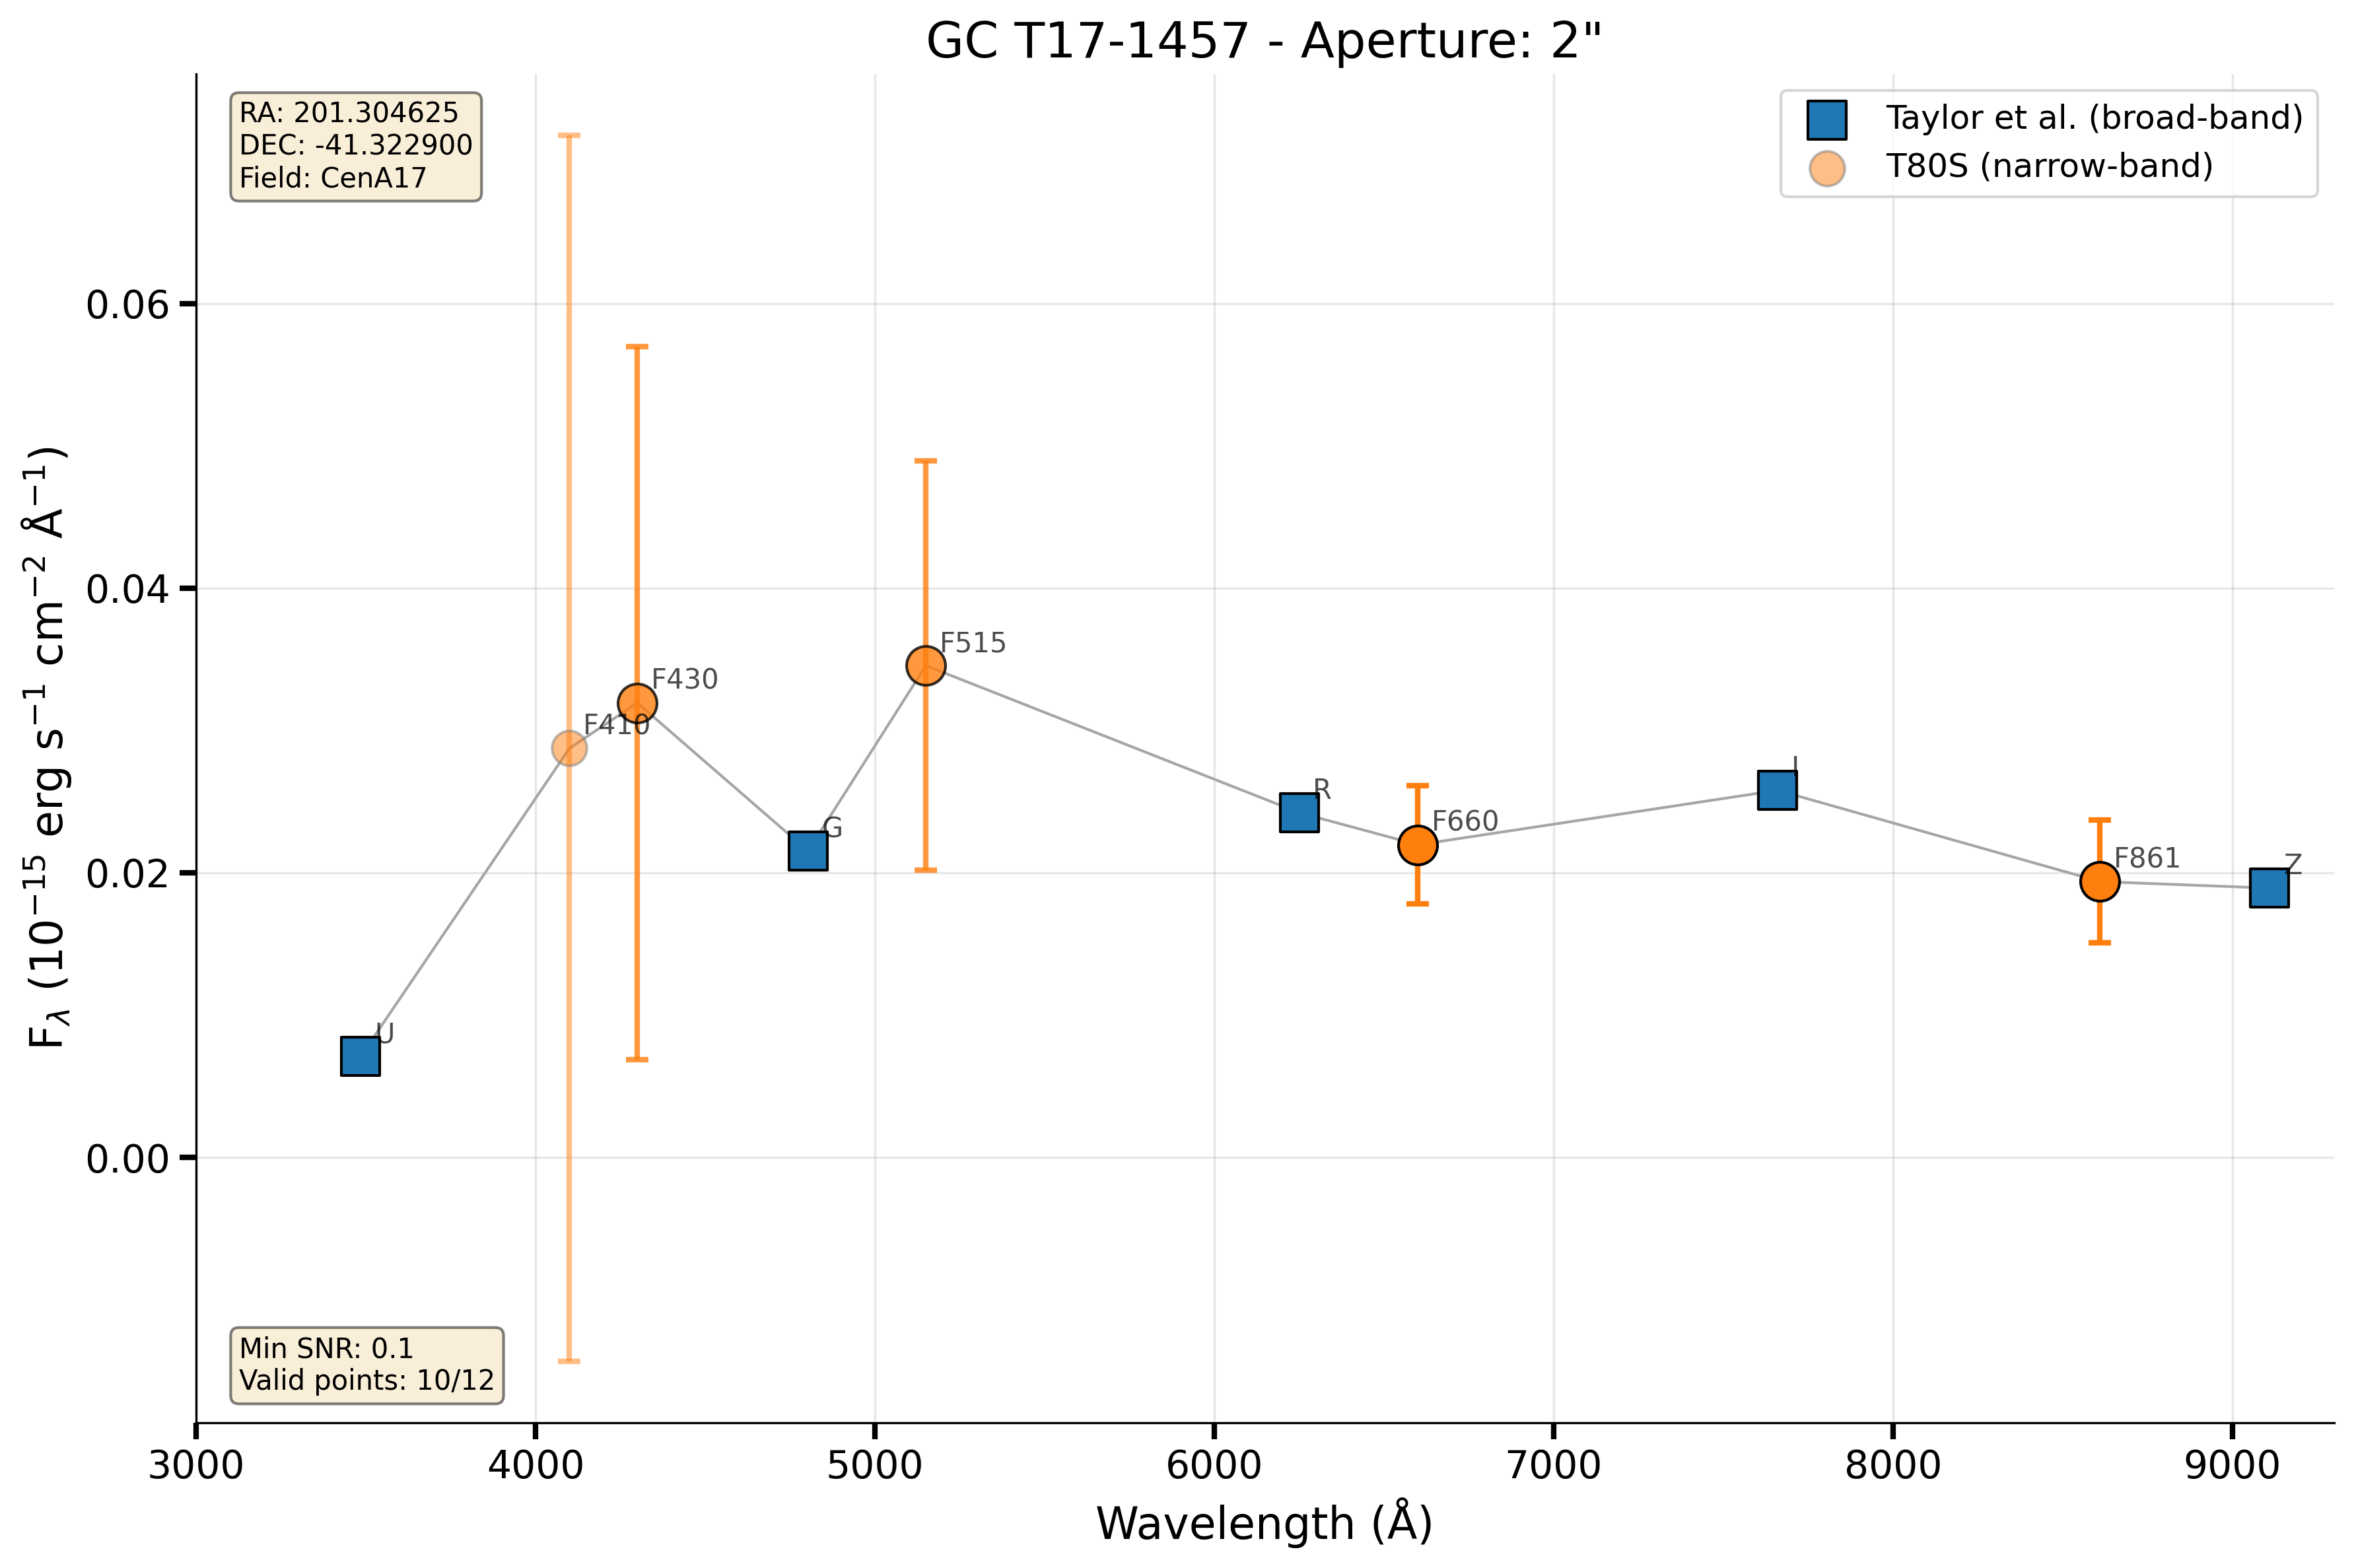 GC T17-1457 - Aperture: 2"
RA: 201.304625
DEC: -41.322900
Field: CenA17
Taylor et al. (broad-band)
T80S (narrow-band)
0.06
0.04
0.02
0.00
F_λ (10⁻¹⁵ erg s⁻¹ cm⁻² Å⁻¹)
U
F410
F430
G
F515
R
F660
I
F861
Z
Min SNR: 0.1
Valid points: 10/12
3000 4000 5000 6000 7000 8000 9000
Wavelength (Å)